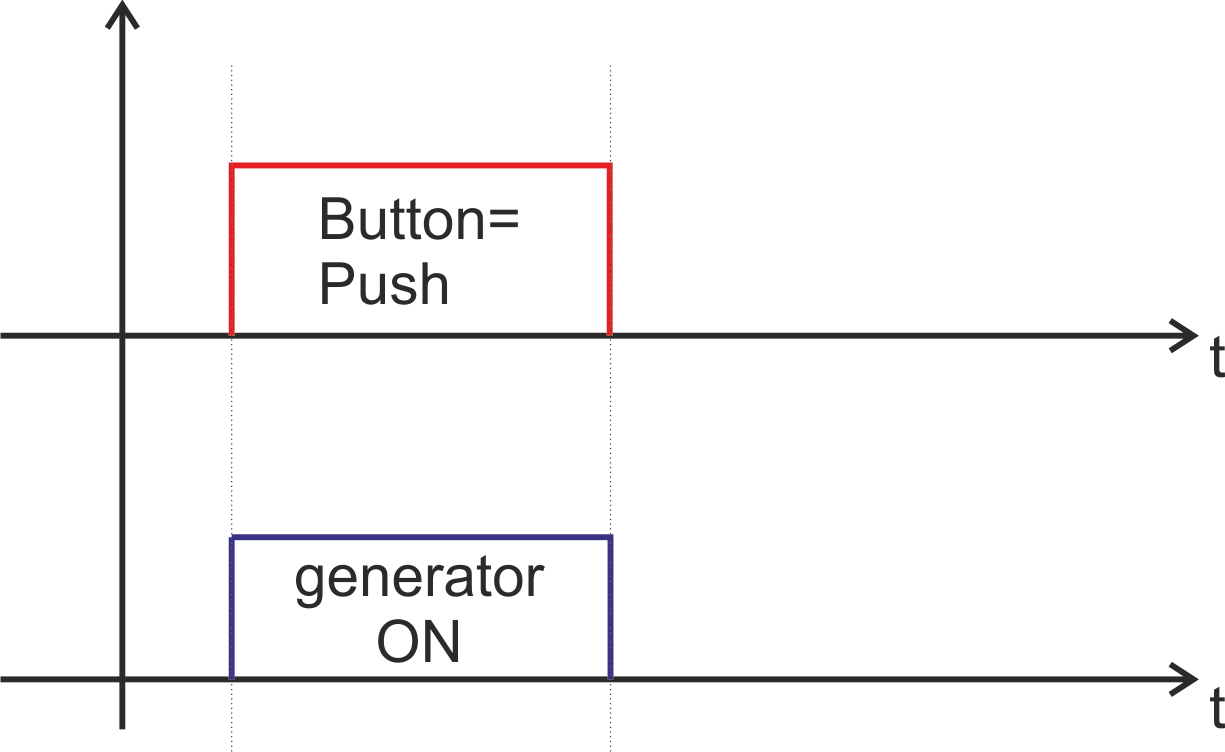 Button=
Push
t
generator
ON
t